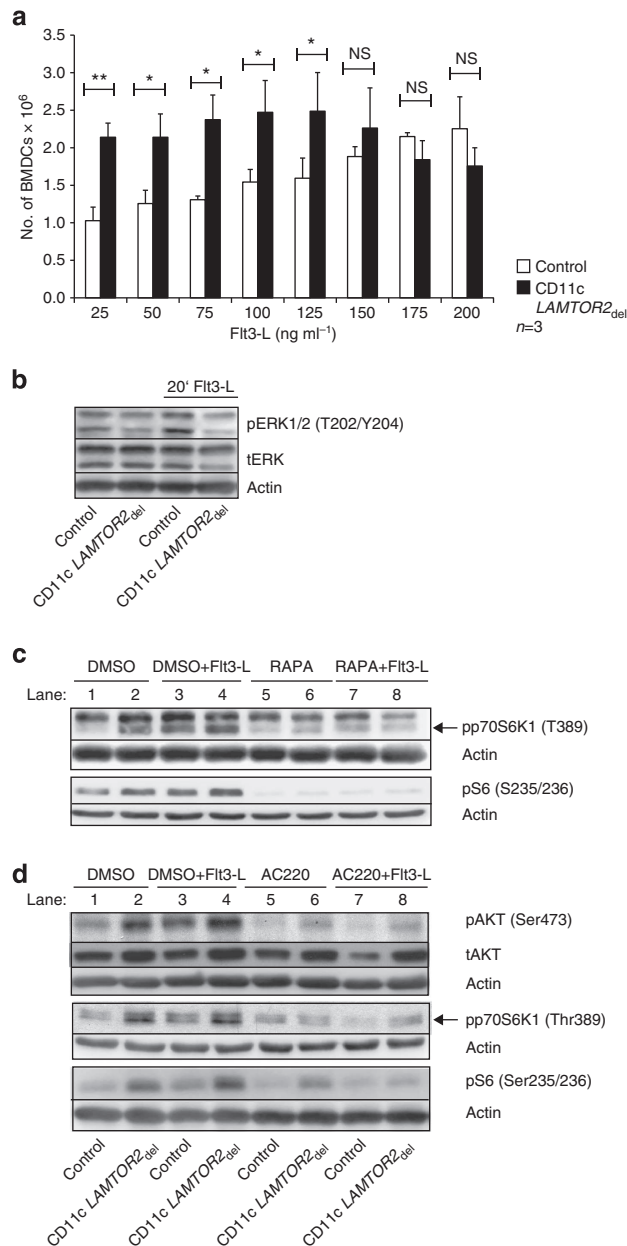 a
3.5
3.0
2.5
2.0
1.5
1.0
0.5
0.0
No. of BMDCs × 10⁶
** * * * * NS NS NS
25 50 75 100 125 150 175 200
Flt3-L (ng ml⁻¹)
Control
CD11c
LAMTOR2del
n=3
b
20‘ Flt3-L
pERK1/2 (T202/Y204)
tERK
Actin
Control
CD11c LAMTOR2del
Control
CD11c LAMTOR2del
c
DMSO DMSO+Flt3-L RAPA RAPA+Flt3-L
Lane: 1 2 3 4 5 6 7 8
pp70S6K1 (T389)
Actin
pS6 (S235/236)
Actin
d
DMSO DMSO+Flt3-L AC220 AC220+Flt3-L
Lane: 1 2 3 4 5 6 7 8
pAKT (Ser473)
tAKT
Actin
pp70S6K1 (Thr389)
Actin
pS6 (Ser235/236)
Actin
Control
CD11c LAMTOR2del
Control
CD11c LAMTOR2del
Control
CD11c LAMTOR2del
Control
CD11c LAMTOR2del